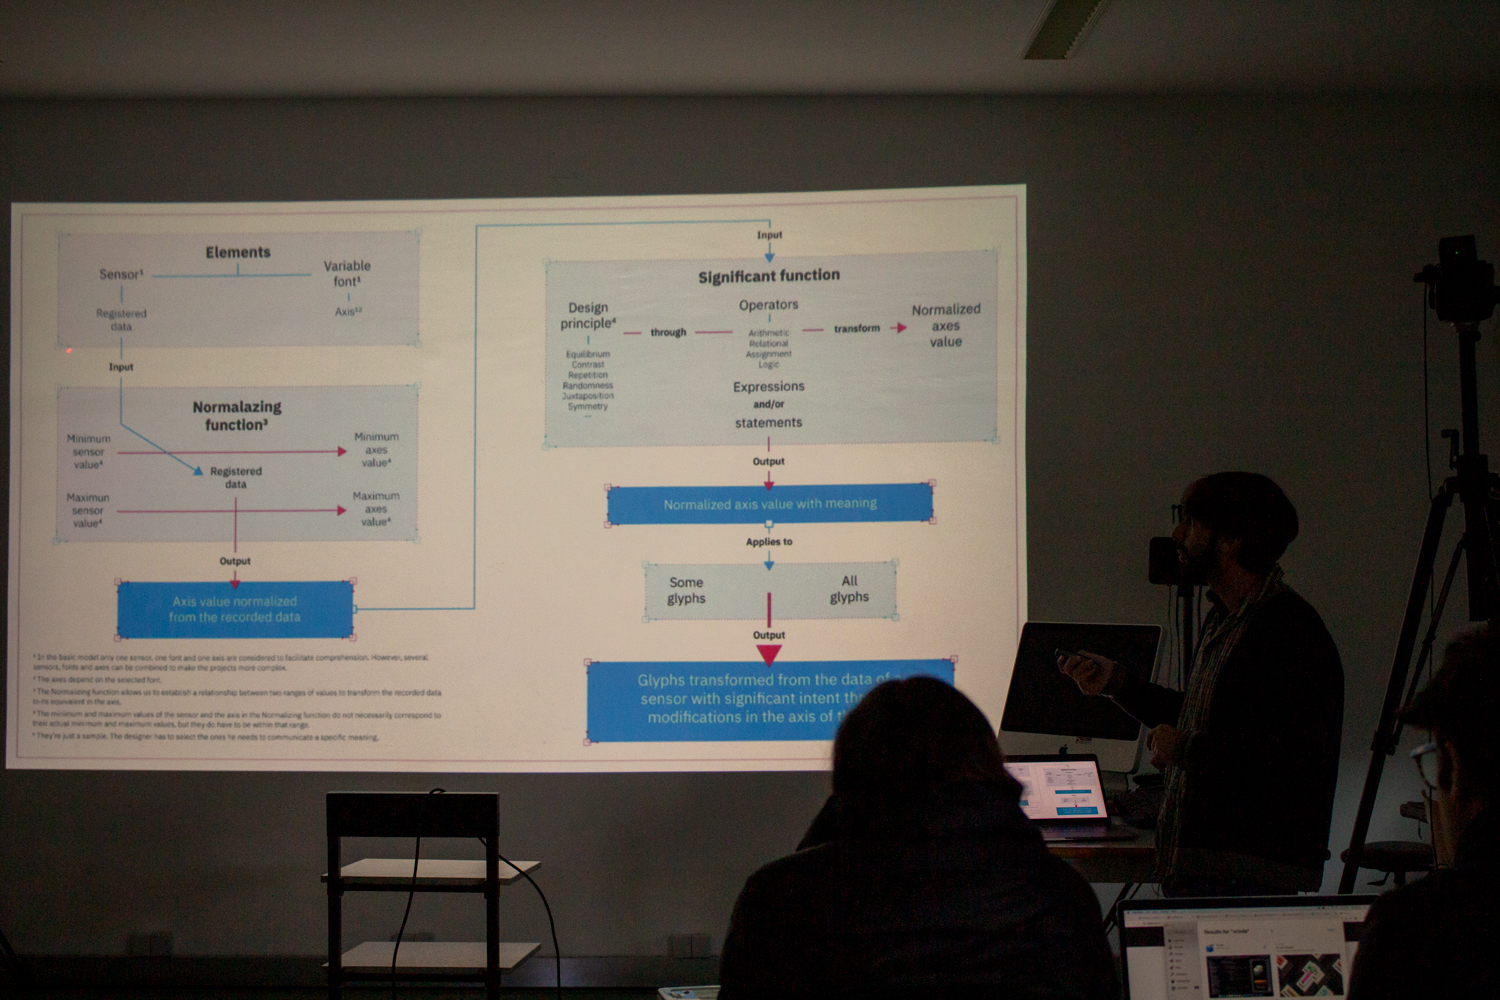 Elements
Sensor¹
Variable
font¹
Registered
data
Axis¹²
Input
Normalazing
function³
Minimum
sensor
value⁴
Minimum
axes
value⁴
Registered
data
Maximun
sensor
value⁴
Maximum
axes
value⁴
Output
Axis value normalized
from the recorded data
¹ In the basic model only one sensor, one font and one axis are considered to facilitate comprehension. However, several
sensors, fonts and axes can be combined to make the projects more complex.
² The axes depend on the selected font.
³ The Normalizing function allows us to establish a relationship between two ranges of values to transform the recorded data
to its equivalent in the axis.
⁴ The minimum and maximum values of the sensor and the axis in the Normalizing function do not necessarily correspond to
their actual minimum and maximum values, but they do have to be within that range.
⁵ They're just a sample. The designer has to select the ones he needs to communicate a specific meaning.
Input
Significant function
Design
principle⁴
through
Operators
transform
Normalized
axes
value
Equilibrium
Contrast
Repetition
Randomness
Juxtaposition
Symmetry
...
Arithmetic
Relational
Assignment
Logic
Expressions
and/or
statements
Output
Normalized axis value with meaning
Applies to
Some
glyphs
All
glyphs
Output
Glyphs transformed from the data of
sensor with significant intent
modifications in the axis of
Results for "xcode"